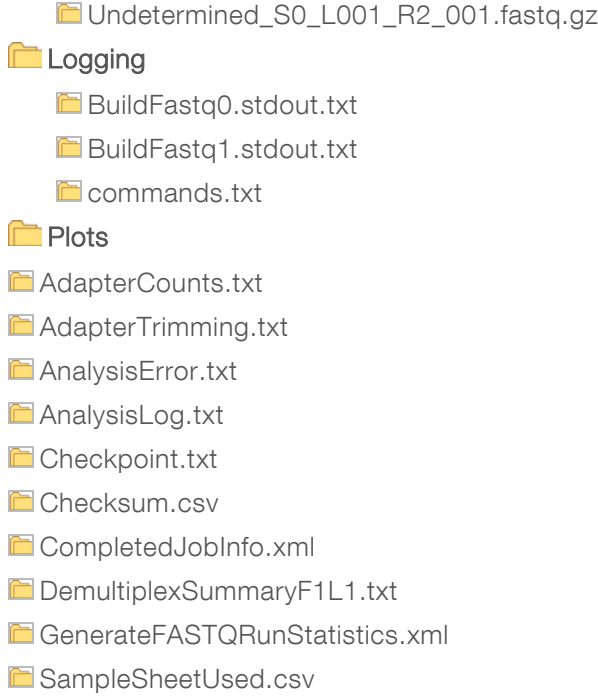 Undetermined_S0_L001_R2_001.fastq.gz
Logging
BuildFastq0.stdout.txt
BuildFastq1.stdout.txt
commands.txt
Plots
AdapterCounts.txt
AdapterTrimming.txt
AnalysisError.txt
AnalysisLog.txt
Checkpoint.txt
Checksum.csv
CompletedJobInfo.xml
DemultiplexSummaryF1L1.txt
GenerateFASTQRunStatistics.xml
SampleSheetUsed.csv